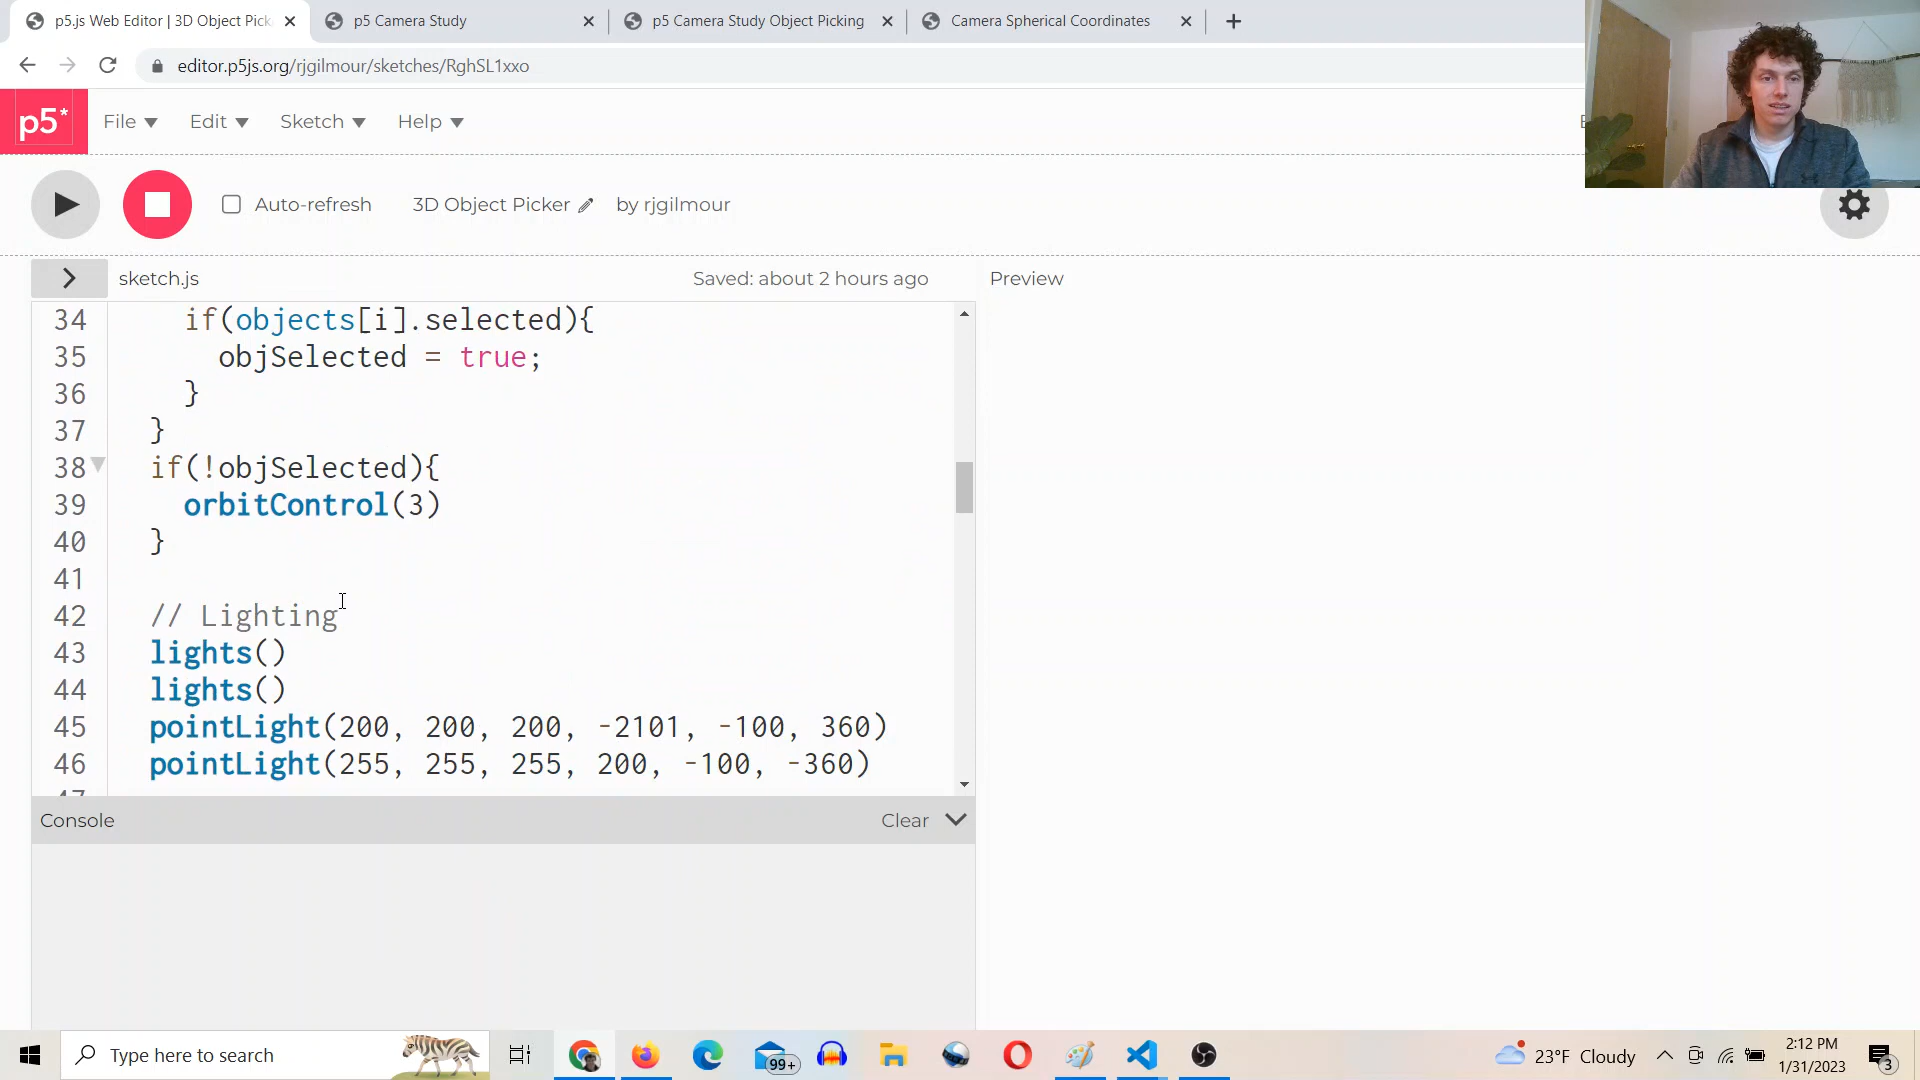 p5.js Web Editor | 3D Object Pick
p5 Camera Study
p5 Camera Study Object Picking
Camera Spherical Coordinates
editor.p5js.org/rjgilmour/sketches/RghSL1xxo
p5*
File
Edit
Sketch
Help
Auto-refresh
3D Object Picker
by rjgilmour
sketch.js
Saved: about 2 hours ago
Preview
34 if(objects[i].selected){
35 objSelected = true;
36 }
37 }
38 if(!objSelected){
39 orbitControl(3)
40 }
41
42 // Lighting
43 lights()
44 lights()
45 pointLight(200, 200, 200, -2101, -100, 360)
46 pointLight(255, 255, 255, 200, -100, -360)
Console
Clear
Type here to search
99+
23°F Cloudy
2:12 PM
1/31/2023
3